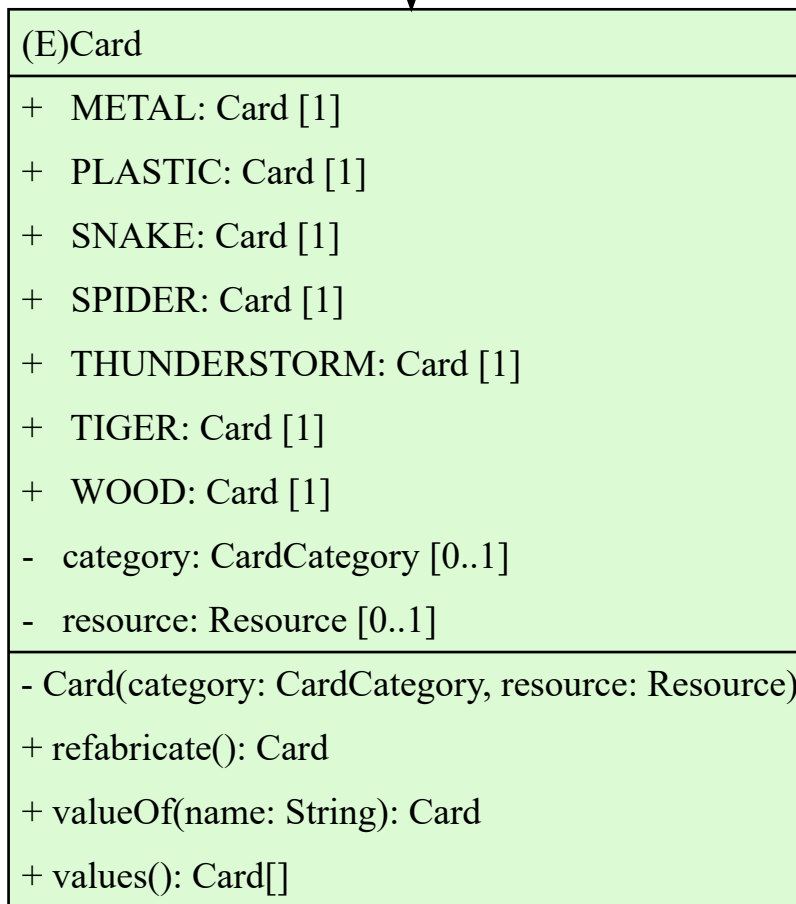 (E)Card
+ METAL: Card [1]
+ PLASTIC: Card [1]
+ SNAKE: Card [1]
+ SPIDER: Card [1]
+ THUNDERSTORM: Card [1]
+ TIGER: Card [1]
+ WOOD: Card [1]
- category: CardCategory [0..1]
- resource: Resource [0..1]
- Card(category: CardCategory, resource: Resource)
+ refabricate(): Card
+ valueOf(name: String): Card
+ values(): Card[]